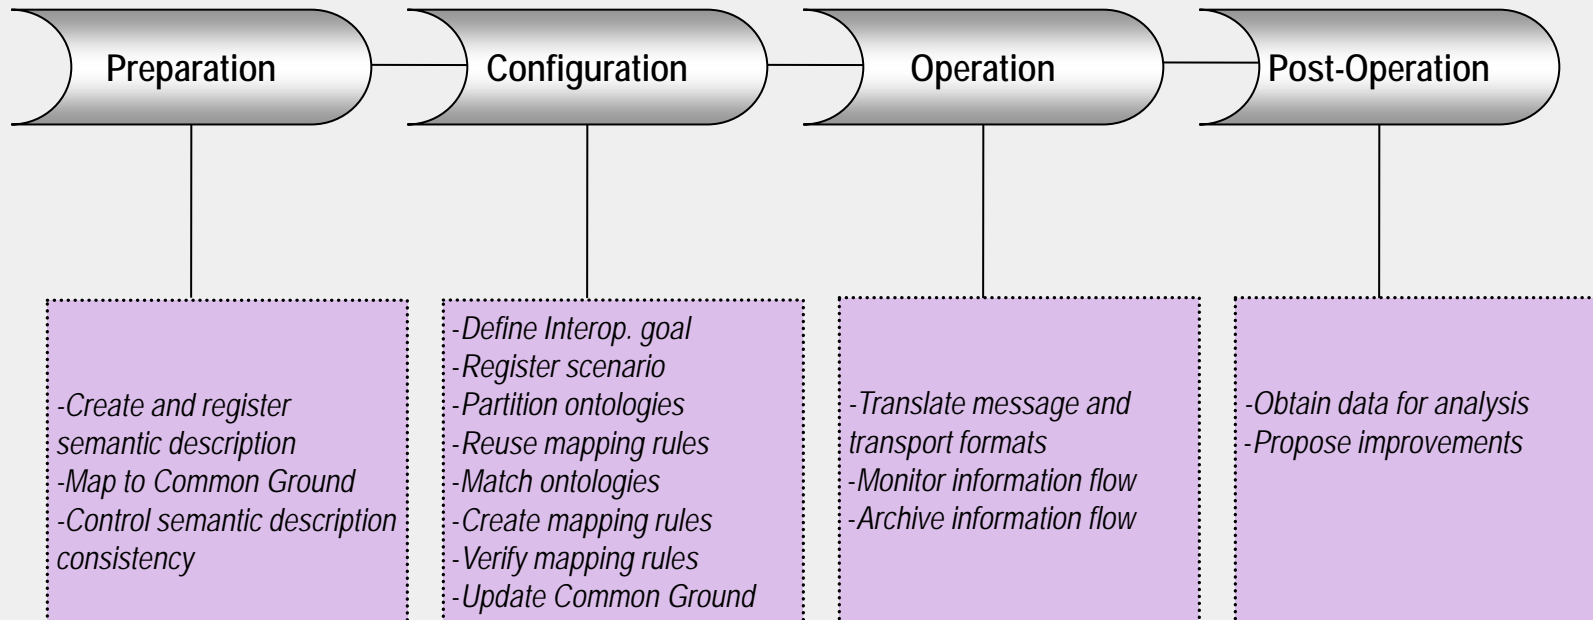 Preparation
Configuration
Operation
Post-Operation
-Create and register
semantic description
-Map to Common Ground
-Control semantic description
consistency
-Define Interop. goal
-Register scenario
-Partition ontologies
-Reuse mapping rules
-Match ontologies
-Create mapping rules
-Verify mapping rules
-Update Common Ground
-Translate message and
transport formats
-Monitor information flow
-Archive information flow
-Obtain data for analysis
-Propose improvements